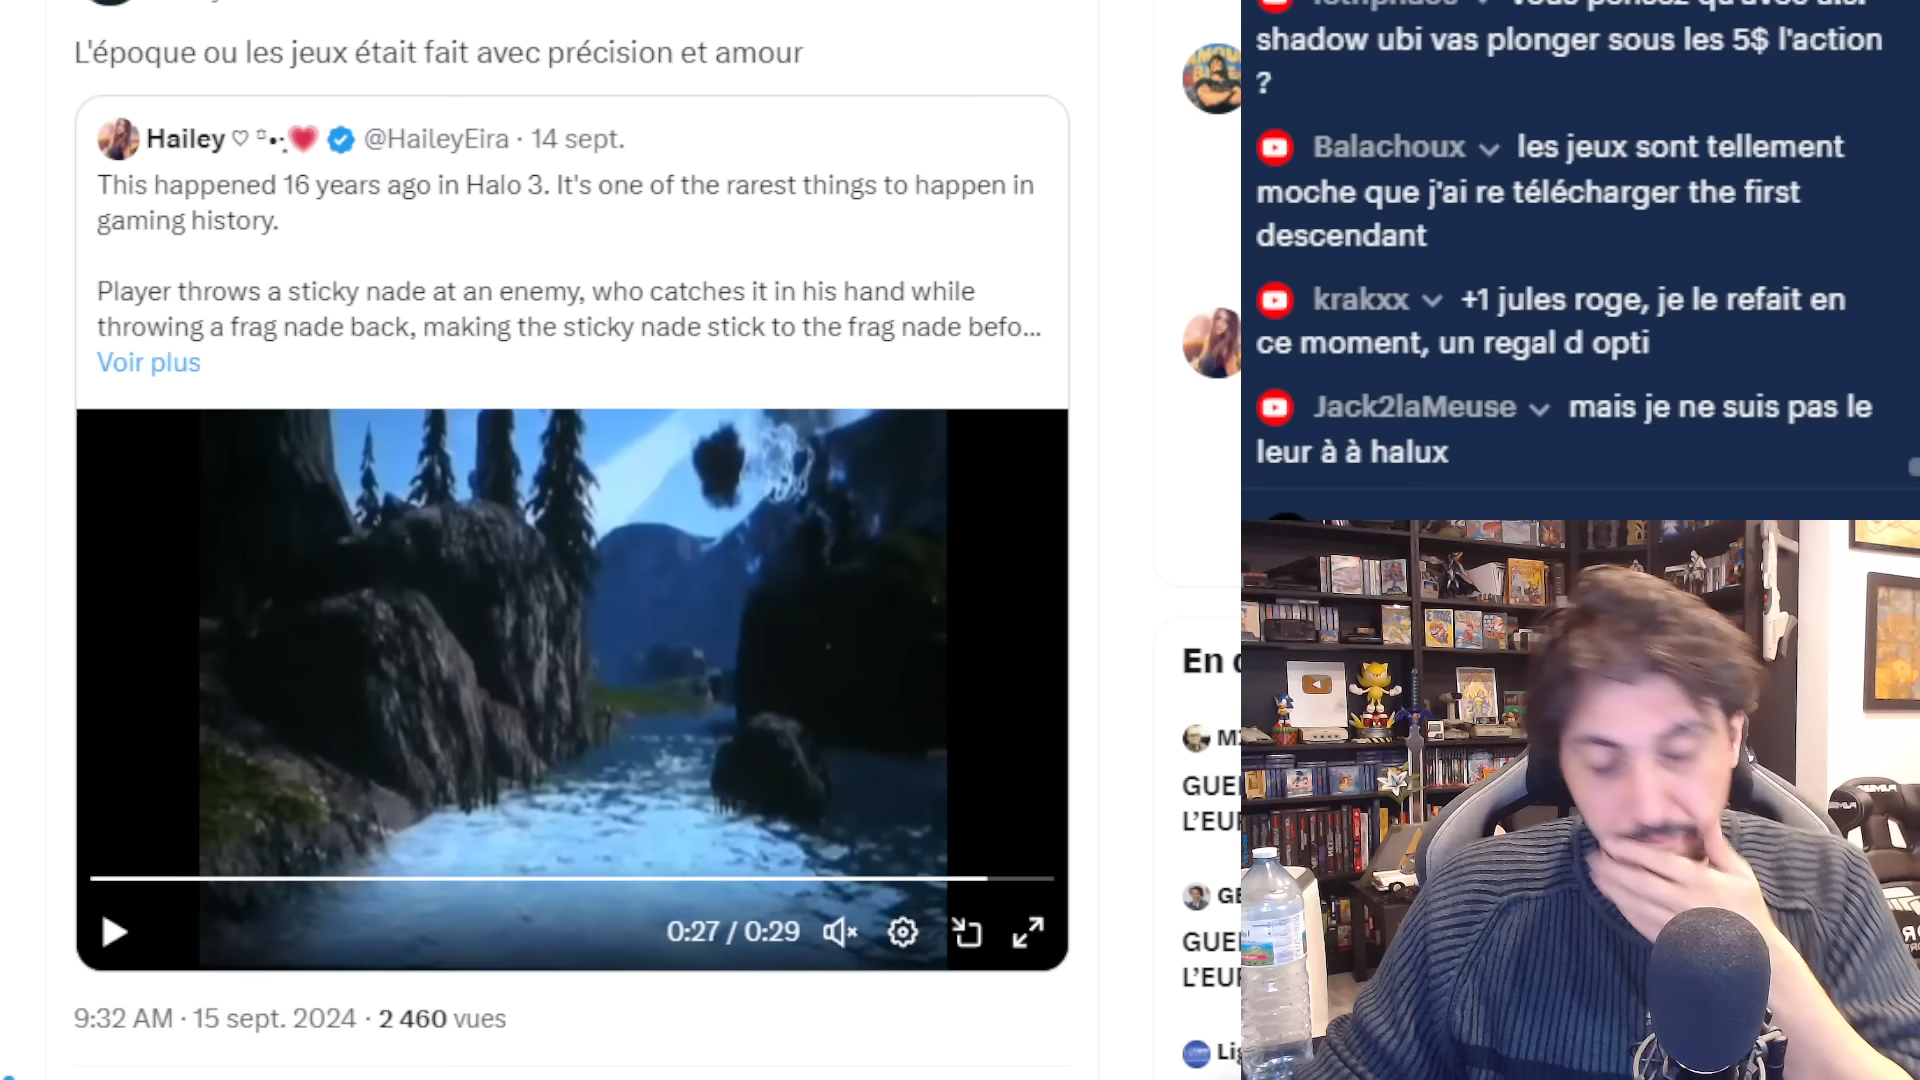 L'époque ou les jeux était fait avec précision et amour
Hailey @HaileyEira · 14 sept.
This happened 16 years ago in Halo 3. It's one of the rarest things to happen in
gaming history.
Player throws a sticky nade at an enemy, who catches it in his hand while
throwing a frag nade back, making the sticky nade stick to the frag nade befo...
Voir plus
0:27 / 0:29
9:32 AM · 15 sept. 2024 · 2 460 vues
shadow ubi vas plonger sous les 5$ l'action
?
Balachoux les jeux sont tellement
moche que j'ai re télécharger the first
descendant
krakxx +1 jules roge, je le refait en
ce moment, un regal d opti
Jack2laMeuse mais je ne suis pas le
leur à à halux
En
GUE
L'EU
GUE
L'EU